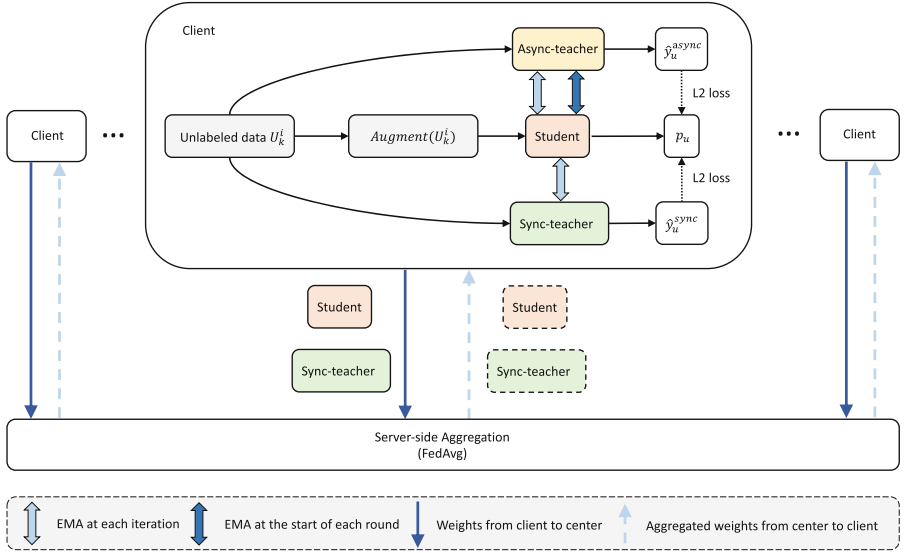 Client
Async-teacher
ŷ_u^async
L2 loss
Client
•••
Unlabeled data U_k^i
Augment(U_k^i)
Student
p_u
•••
Client
L2 loss
Sync-teacher
ŷ_u^sync
Student
Student
Sync-teacher
Sync-teacher
Server-side Aggregation
(FedAvg)
EMA at each iteration
EMA at the start of each round
Weights from client to center
Aggregated weights from center to client